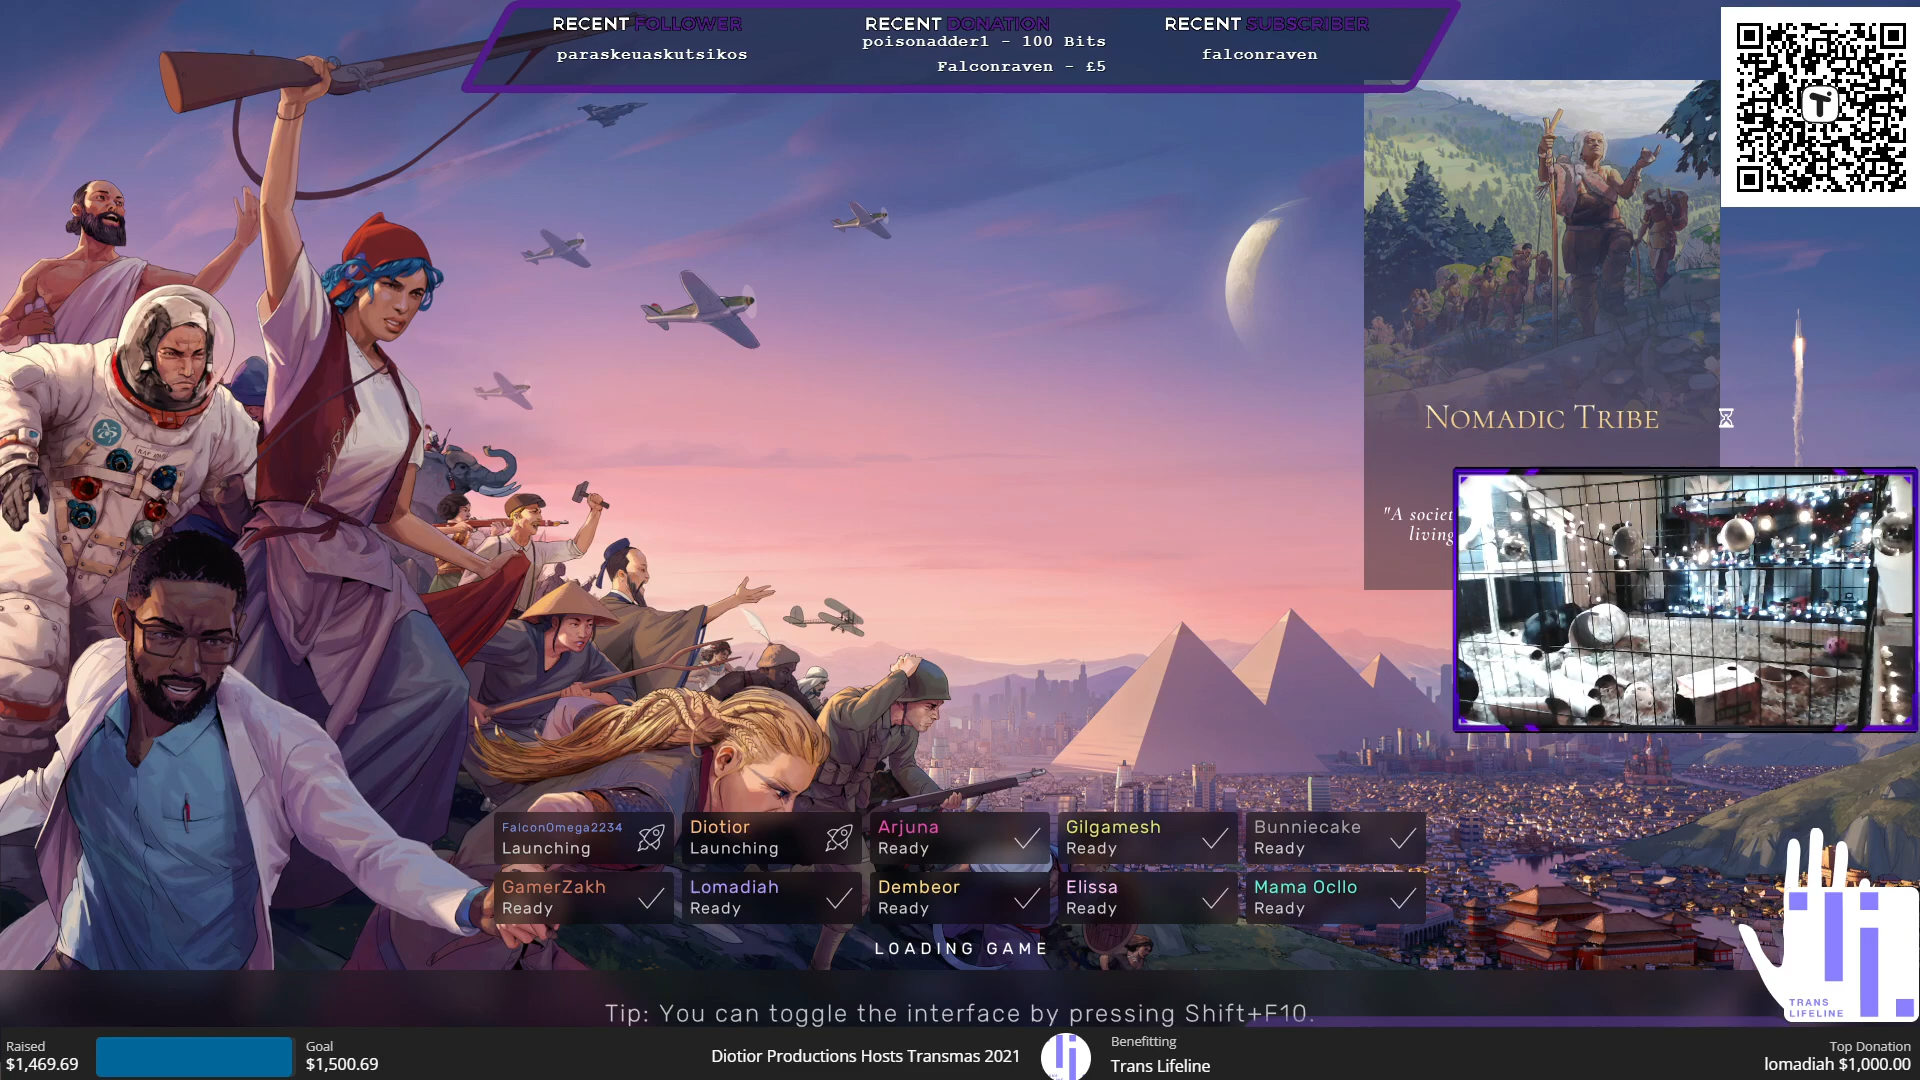 RECENT FOLLOWER
paraskeuaskutsikos
RECENT DONATION
poisonadder1 - 100 Bits
Falconraven - £5
RECENT SUBSCRIBER
falconraven
NOMADIC TRIBE
"A societ
living
FalconOmega2234
Launching
Diotior
Launching
Arjuna
Ready
Gilgamesh
Ready
Bunniecake
Ready
GamerZakh
Ready
Lomadiah
Ready
Dembeor
Ready
Elissa
Ready
Mama Ocllo
Ready
LOADING GAME
Tip: You can toggle the interface by pressing Shift+F10.
TRANS
LIFELINE
Raised
$1,469.69
Goal
$1,500.69
Diotior Productions Hosts Transmas 2021
Benefitting
Trans Lifeline
Top Donation
lomadiah $1,000.00